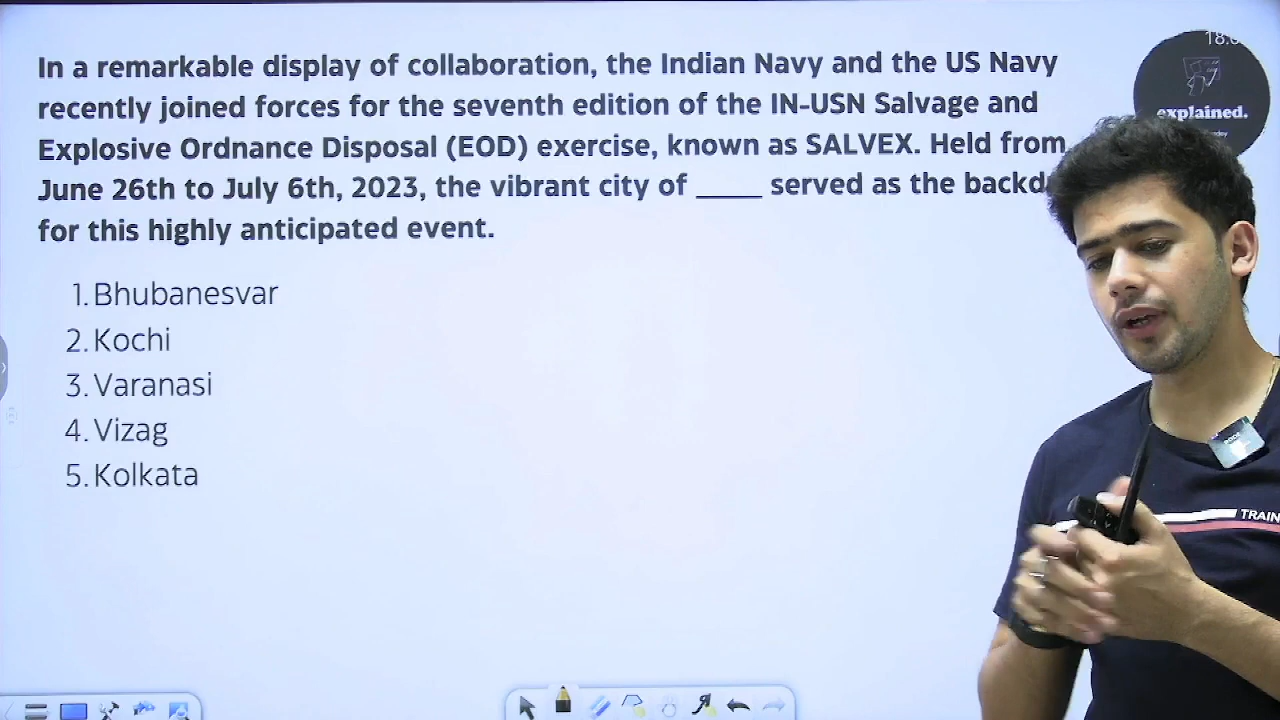 In a remarkable display of collaboration, the Indian Navy and the US Navy
recently joined forces for the seventh edition of the IN-USN Salvage and
Explosive Ordnance Disposal (EOD) exercise, known as SALVEX. Held from
June 26th to July 6th, 2023, the vibrant city of _____ served as the
for this highly anticipated event.
1. Bhubanesvar
2. Kochi
3. Varanasi
4. Vizag
5. Kolkata
explained.
TRAIN